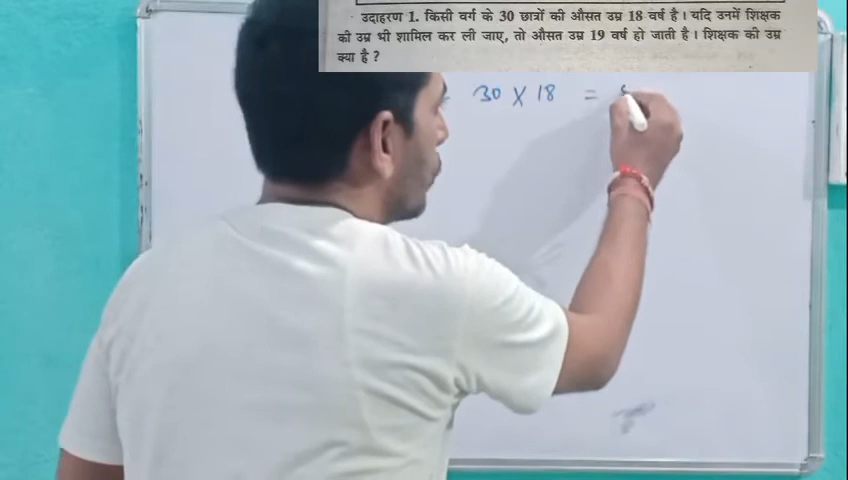 उदाहरण 1. किसी वर्ग के 30 छात्रों की औसत उम्र 18 वर्ष है। यदि उनमें शिक्षक
की उम्र भी शामिल कर ली जाए, तो औसत उम्र 19 वर्ष हो जाती है। शिक्षक की उम्र
क्या है ?
30 X 18 =